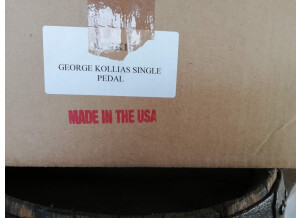 GEORGE KOLLIAS SINGLE
PEDAL
MADE IN THE USA